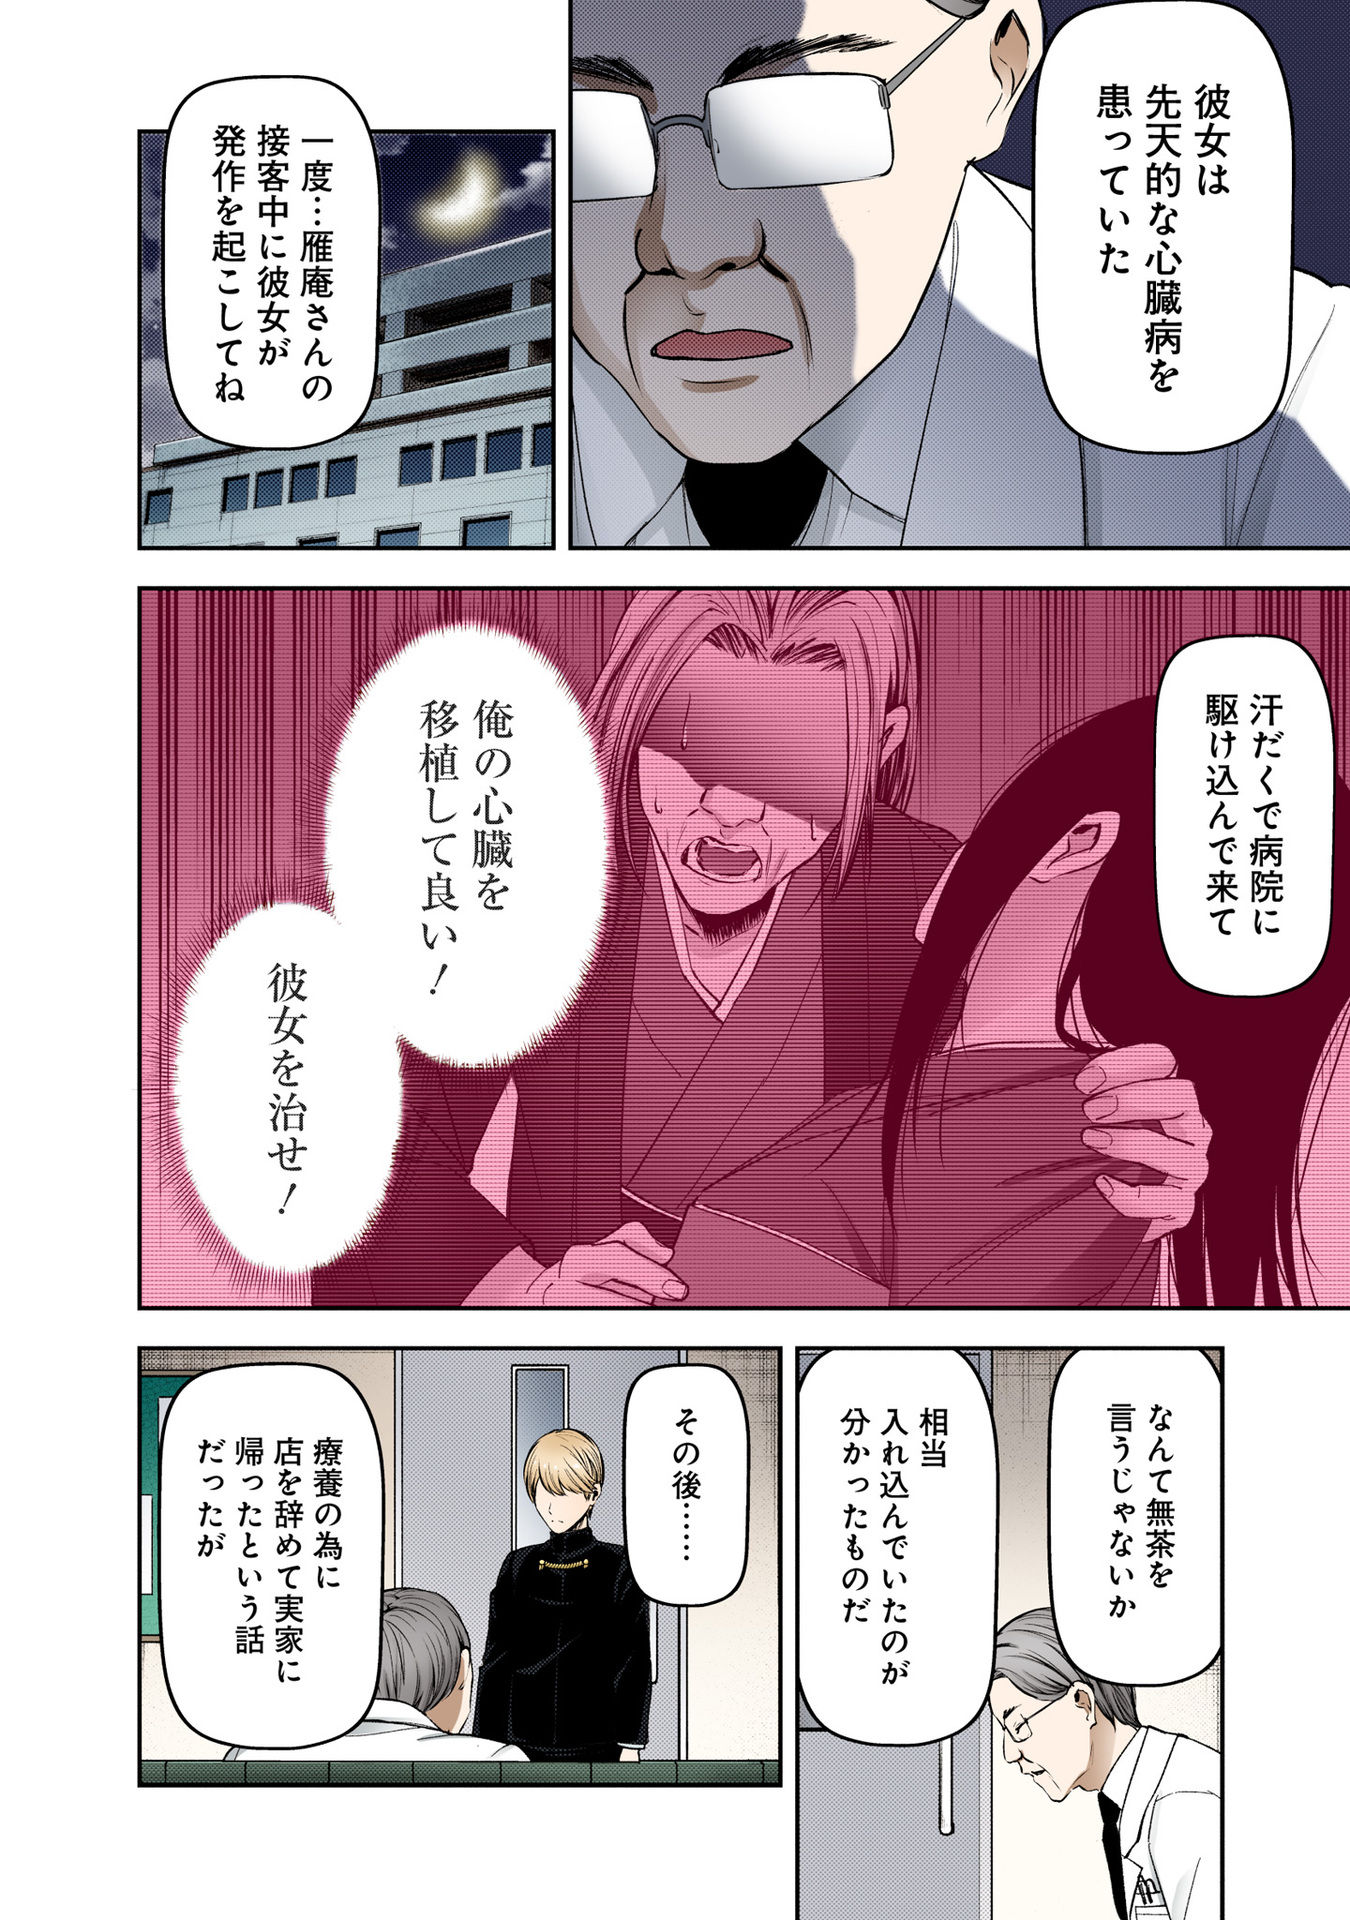 彼女は
先天的な心臓病を
患っていた
一度…雁庵さんの
接客中に彼女が
発作を起こしてね
汗だくで病院に
駆け込んで来て
俺の心臓を
移植して良い！
彼女を治せ！
なんて無茶を
言うじゃないか
相当
入れ込んでいたのが
分かったものだ
その後……
療養の為に
店を辞めて実家に
帰ったという話
だったが